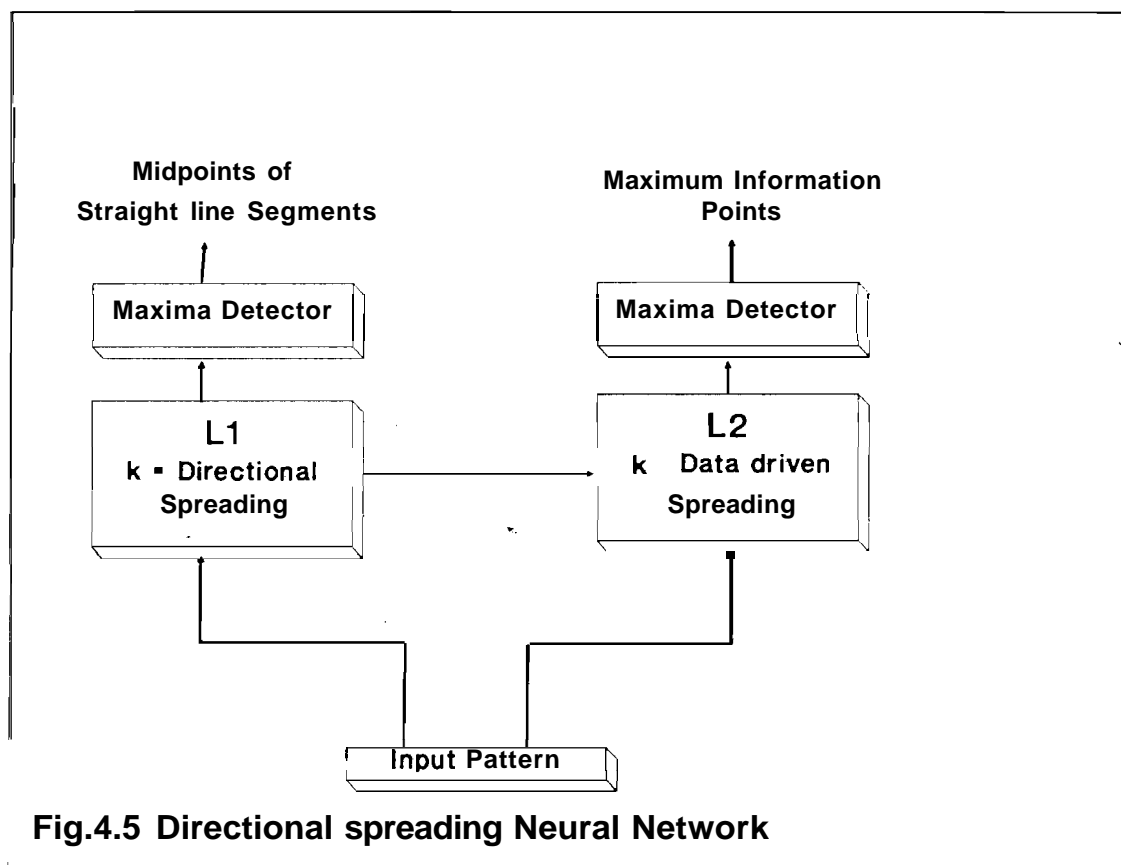 Midpoints of
Straight line Segments
Maximum Information
Points
Maxima Detector
Maxima Detector
L1
k - Directional
Spreading
L2
k Data driven
Spreading
Input Pattern
Fig.4.5 Directional spreading Neural Network